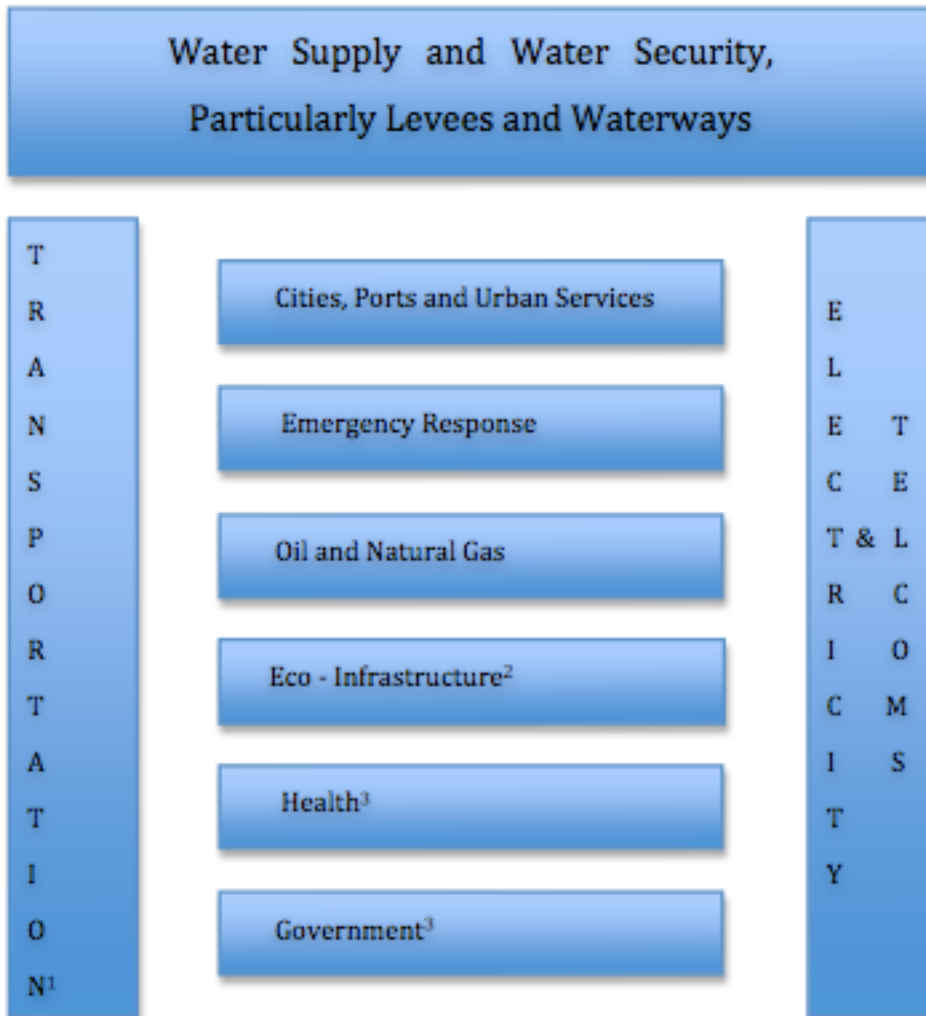 Water Supply and Water Security,
Particularly Levees and Waterways
TRANSPORTATION¹
Cities, Ports and Urban Services
Emergency Response
Oil and Natural Gas
Eco - Infrastructure²
Health³
Government³
ELECTRICITY
&
TELCOMS